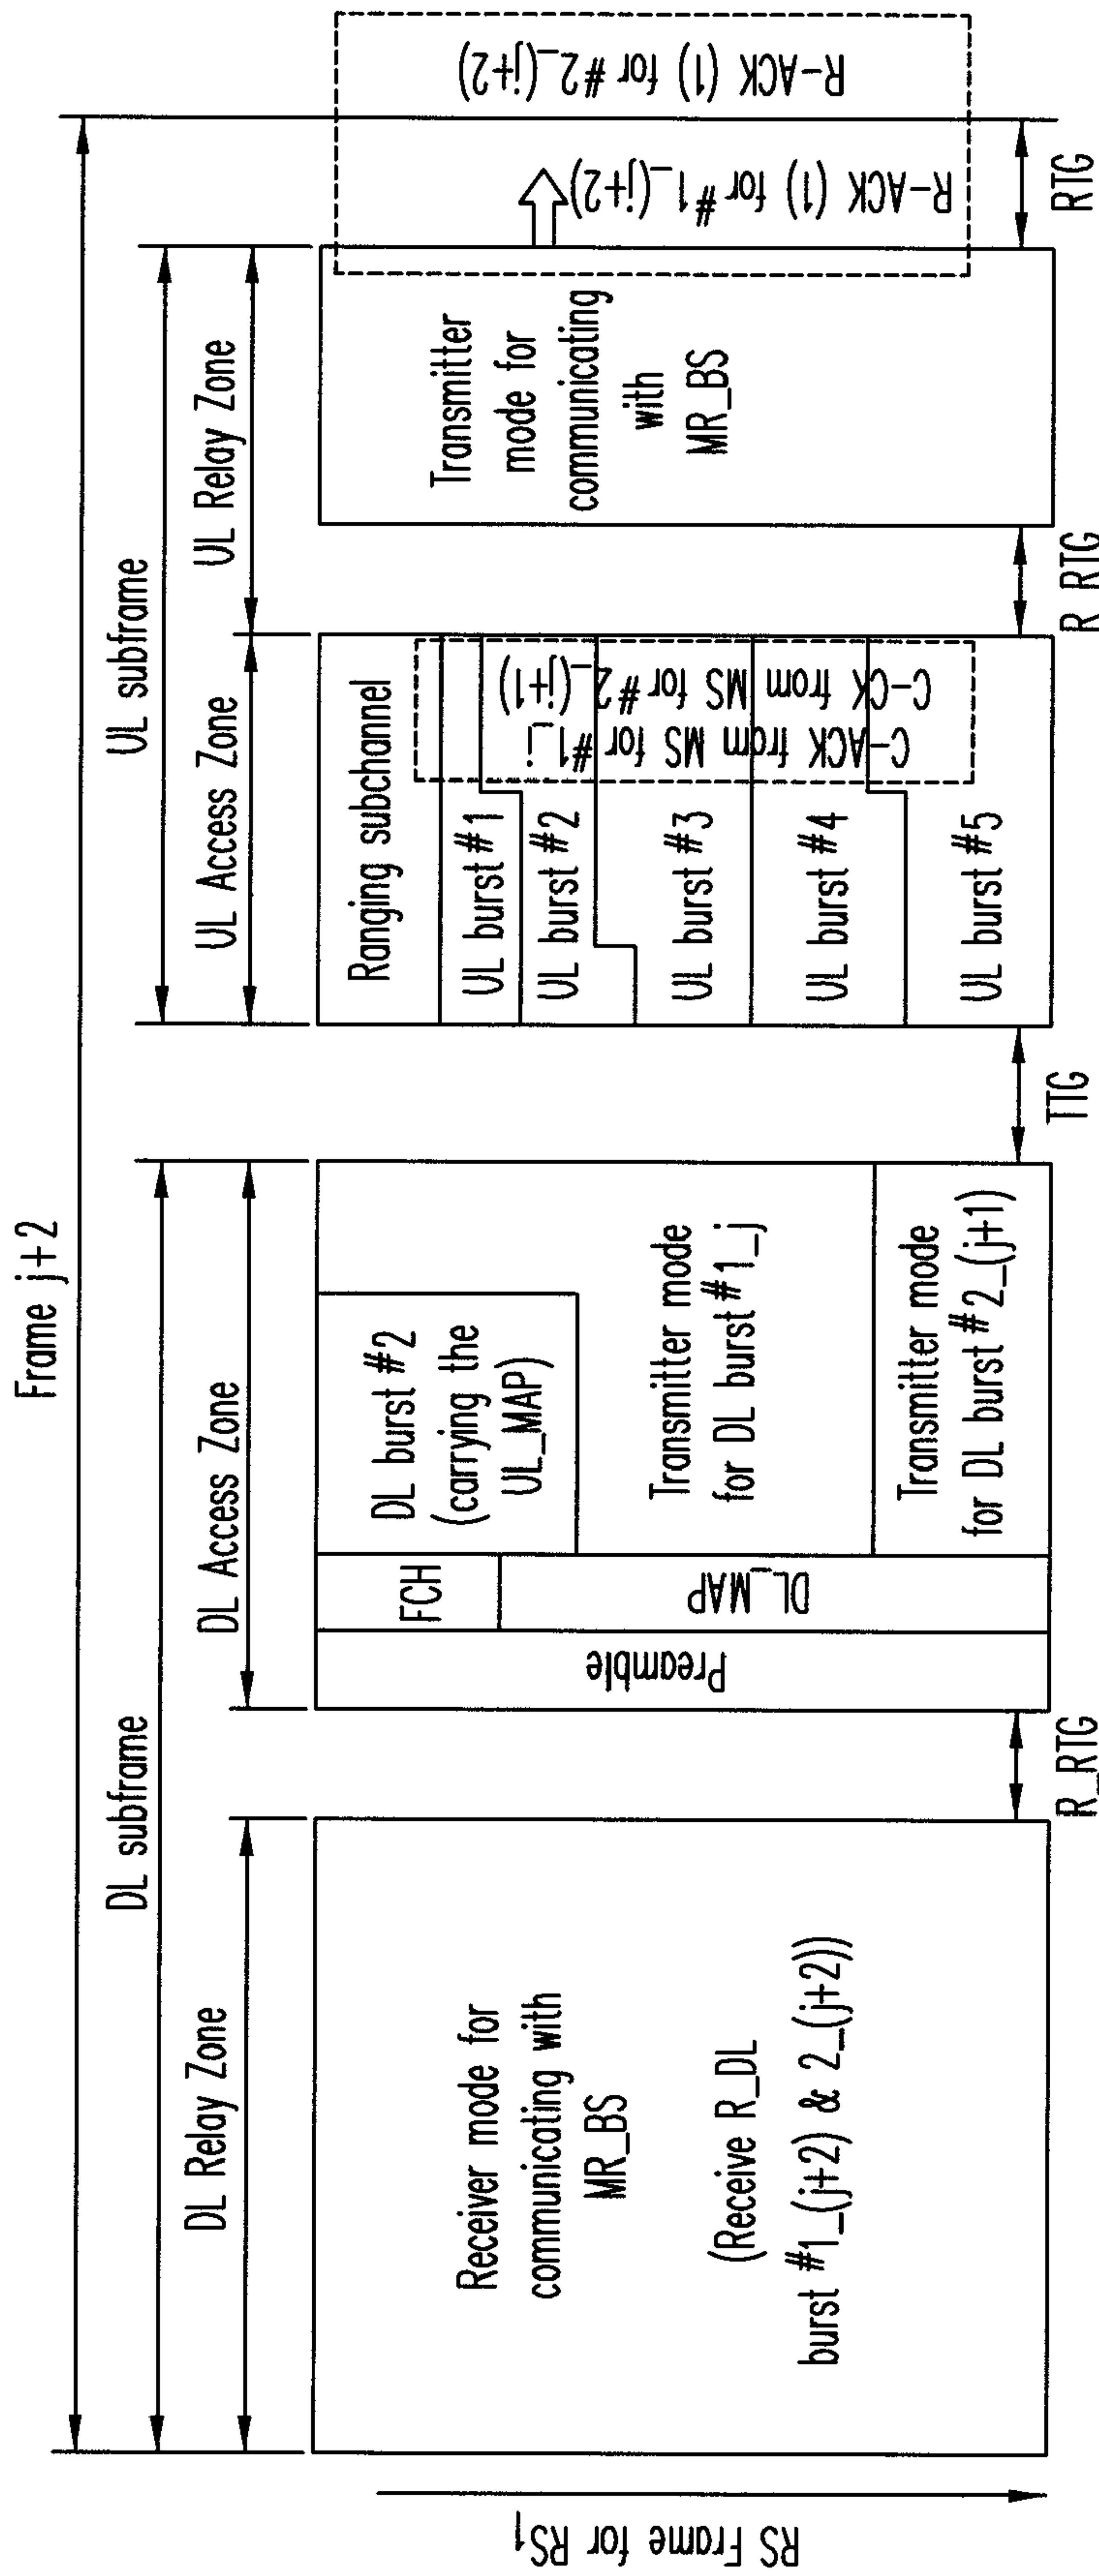 Frame j+2
DL subframe
UL subframe
DL Relay Zone
DL Access Zone
UL Access Zone
UL Relay Zone
RS Frame for RS1
Receiver mode for
communicating with
MR_BS
(Receive R_DL
burst #1_(j+2) & 2_(j+2))
R_RTG
Preamble
FCH
DL_MAP
DL burst #2
(carrying the
UL_MAP)
Transmitter mode
for DL burst #1_j
Transmitter mode
for DL burst #2_(j+1)
TTG
Ranging subchannel
UL burst #1
UL burst #2
UL burst #3
UL burst #4
UL burst #5
C-ACK from MS for #1_j
C-CK from MS for #2_(j+1)
R_RTG
Transmitter
mode for
communicating
with
MR_BS
R-ACK (1) for #1_(j+2)
R-ACK (1) for #2_(j+2)
RTG